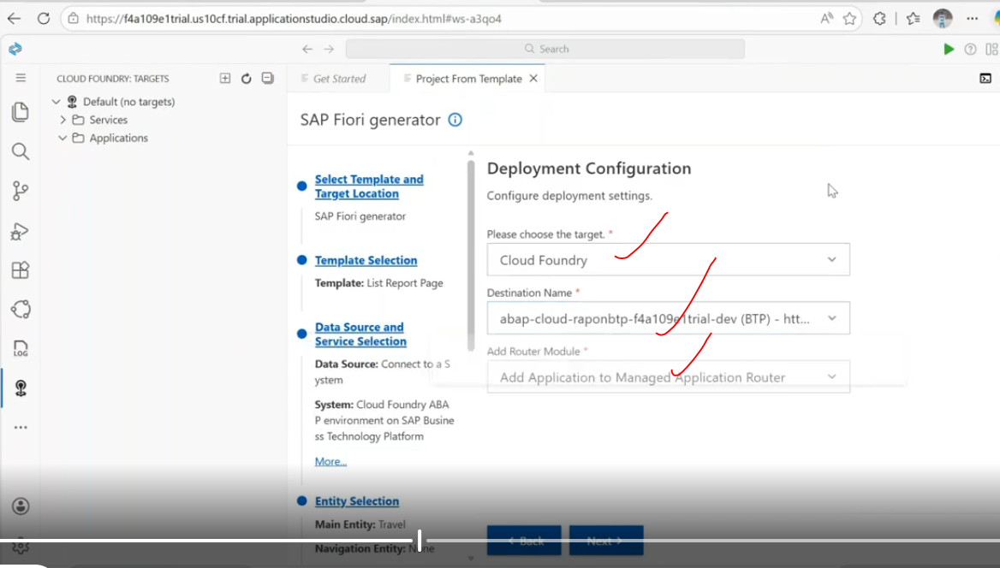 https://f4a109e1trial.us10cf.trial.applicationstudio.cloud.sap/index.html#ws-a3qo4
Search
CLOUD FOUNDRY: TARGETS
Default (no targets)
Services
Applications
LOG
Get Started
Project From Template
SAP Fiori generator
Select Template and
Target Location
SAP Fiori generator
Template Selection
Template: List Report Page
Data Source and
Service Selection
Data Source: Connect to a S
ystem
System: Cloud Foundry ABA
P environment on SAP Busine
ss Technology Platform
More...
Entity Selection
Main Entity: Travel
Navigation Entity: None
Deployment Configuration
Configure deployment settings.
Please choose the target. *
Cloud Foundry
Destination Name *
abap-cloud-raponbtp-f4a109e1trial-dev (BTP) - htt...
Add Router Module *
Add Application to Managed Application Router
< Back
Next >